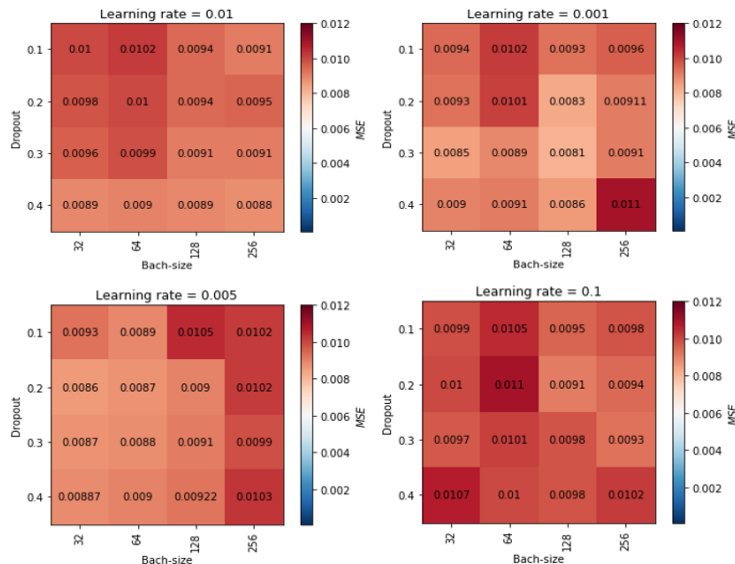 Learning rate = 0.01
0.1 0.01 0.0102 0.0094 0.0091
0.2 0.0098 0.01 0.0094 0.0095
0.3 0.0096 0.0099 0.0091 0.0091
0.4 0.0089 0.009 0.0089 0.0088
Dropout
32 64 128 256
Bach-size
0.012
0.010
0.008
0.006
0.004
0.002
MSE
Learning rate = 0.001
0.1 0.0094 0.0102 0.0093 0.0096
0.2 0.0093 0.0101 0.0083 0.00911
0.3 0.0085 0.0089 0.0081 0.0091
0.4 0.009 0.0091 0.0086 0.011
Dropout
32 64 128 256
Bach-size
0.012
0.010
0.008
0.006
0.004
0.002
MSE
Learning rate = 0.005
0.1 0.0093 0.0089 0.0105 0.0102
0.2 0.0086 0.0087 0.009 0.0102
0.3 0.0087 0.0088 0.0091 0.0099
0.4 0.00887 0.009 0.00922 0.0103
Dropout
32 64 128 256
Bach-size
0.012
0.010
0.008
0.006
0.004
0.002
MSE
Learning rate = 0.1
0.1 0.0099 0.0105 0.0095 0.0098
0.2 0.01 0.011 0.0091 0.0094
0.3 0.0097 0.0101 0.0098 0.0093
0.4 0.0107 0.01 0.0098 0.0102
Dropout
32 64 128 256
Bach-size
0.012
0.010
0.008
0.006
0.004
0.002
MSE